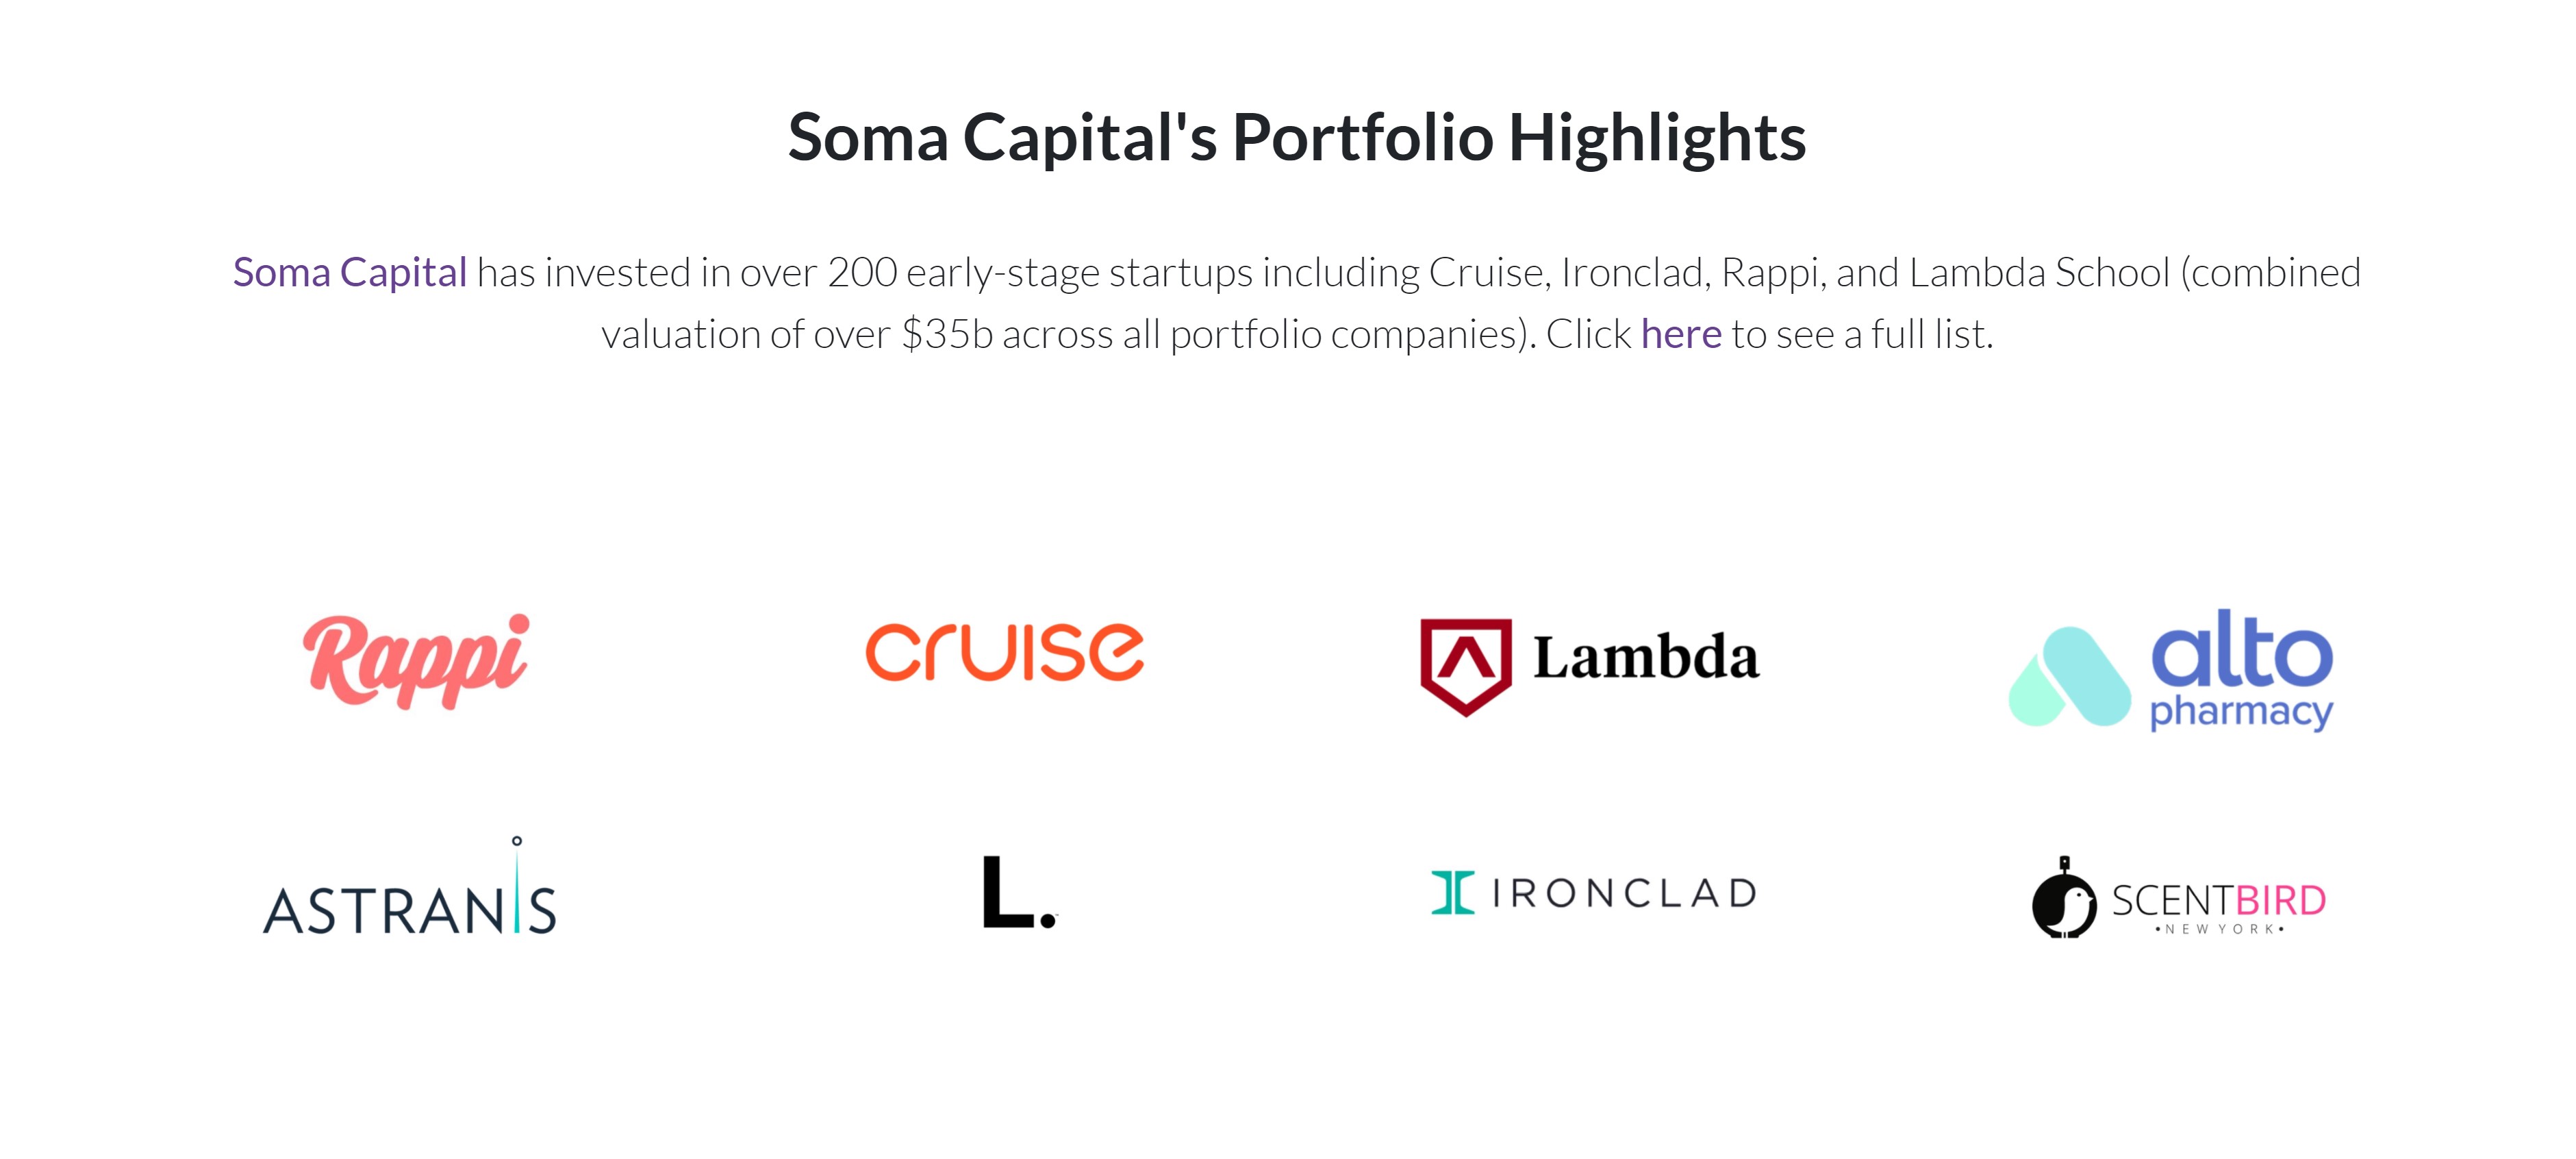 Soma Capital's Portfolio Highlights
Soma Capital has invested in over 200 early-stage startups including Cruise, Ironclad, Rappi, and Lambda School (combined
valuation of over $35b across all portfolio companies). Click here to see a full list.
Rappi
cruise
Lambda
alto
pharmacy
ASTRANIS
L.
IRONCLAD
SCENTBIRD
•NEW YORK•